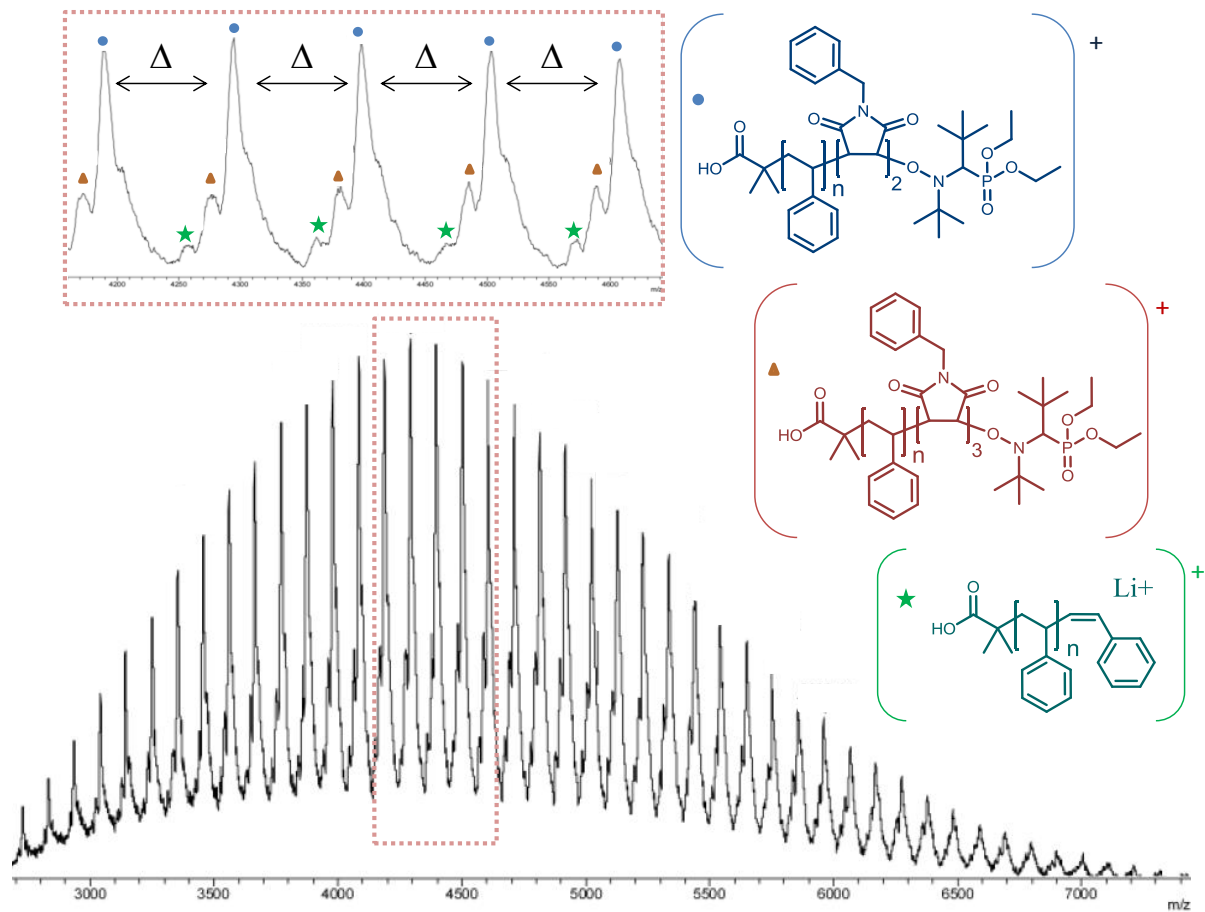 Δ Δ Δ Δ
4200 4250 4300 4350 4400 4450 4500 4550 4600 m/z
+
N
O O
O
HO n 2 O N P O O O
+
N
O O
O
HO n 3 O N P O O O
+
Li+
O
HO n
3000 3500 4000 4500 5000 5500 6000 6500 7000 m/z